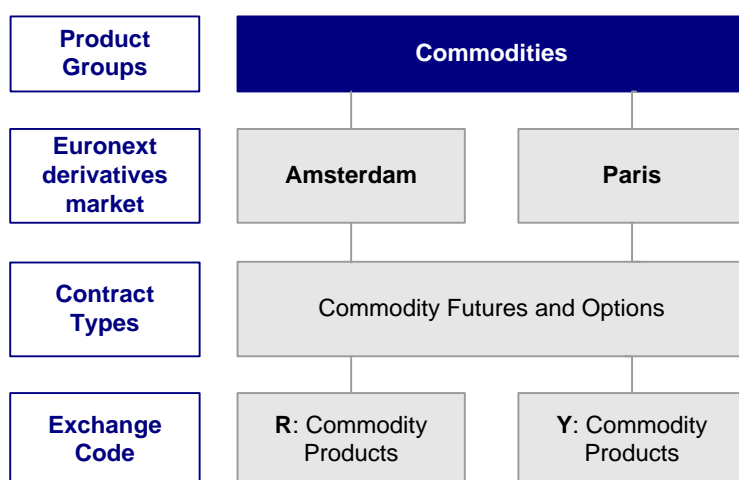 Product
Groups
Commodities
Euronext
derivatives
market
Amsterdam
Paris
Contract
Types
Commodity Futures and Options
Exchange
Code
R: Commodity
Products
Y: Commodity
Products